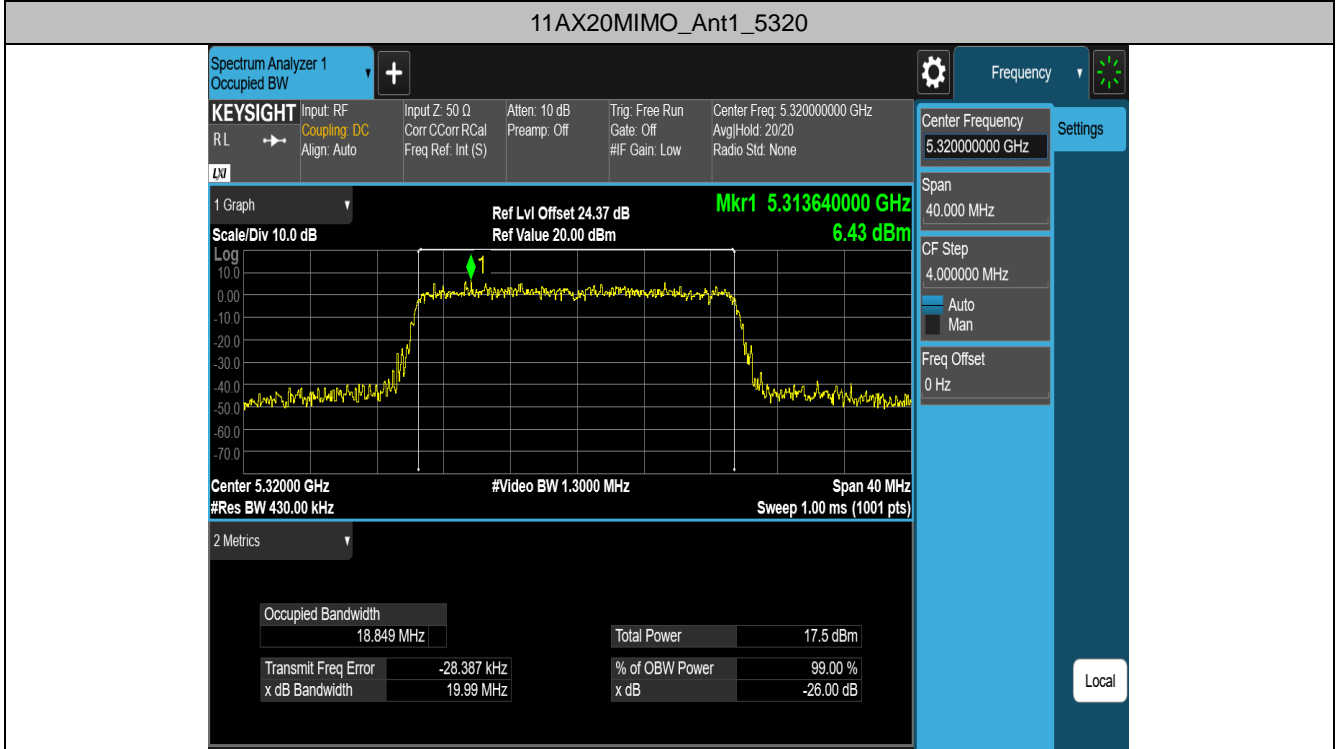 11AX20MIMO_Ant1_5320
Spectrum Analyzer 1
Occupied BW
+
Frequency
KEYSIGHT
RL
LXI
Input: RF
Coupling: DC
Align: Auto
Input Z: 50 Ω
Corr CCorr RCal
Freq Ref: Int (S)
Atten: 10 dB
Preamp: Off
Trig: Free Run
Gate: Off
#IF Gain: Low
Center Freq: 5.320000000 GHz
Avg|Hold: 20/20
Radio Std: None
Center Frequency
5.320000000 GHz
Settings
Span
40.000 MHz
CF Step
4.000000 MHz
Auto
Man
Freq Offset
0 Hz
Local
1 Graph
Scale/Div 10.0 dB
Ref Lvl Offset 24.37 dB
Ref Value 20.00 dBm
Mkr1 5.313640000 GHz
6.43 dBm
Log
10.0
0.00
-10.0
-20.0
-30.0
-40.0
-50.0
-60.0
-70.0
1
Center 5.32000 GHz
#Res BW 430.00 kHz
#Video BW 1.3000 MHz
Span 40 MHz
Sweep 1.00 ms (1001 pts)
2 Metrics
Occupied Bandwidth
18.849 MHz
Total Power 17.5 dBm
Transmit Freq Error -28.387 kHz
% of OBW Power 99.00 %
x dB Bandwidth 19.99 MHz
x dB -26.00 dB